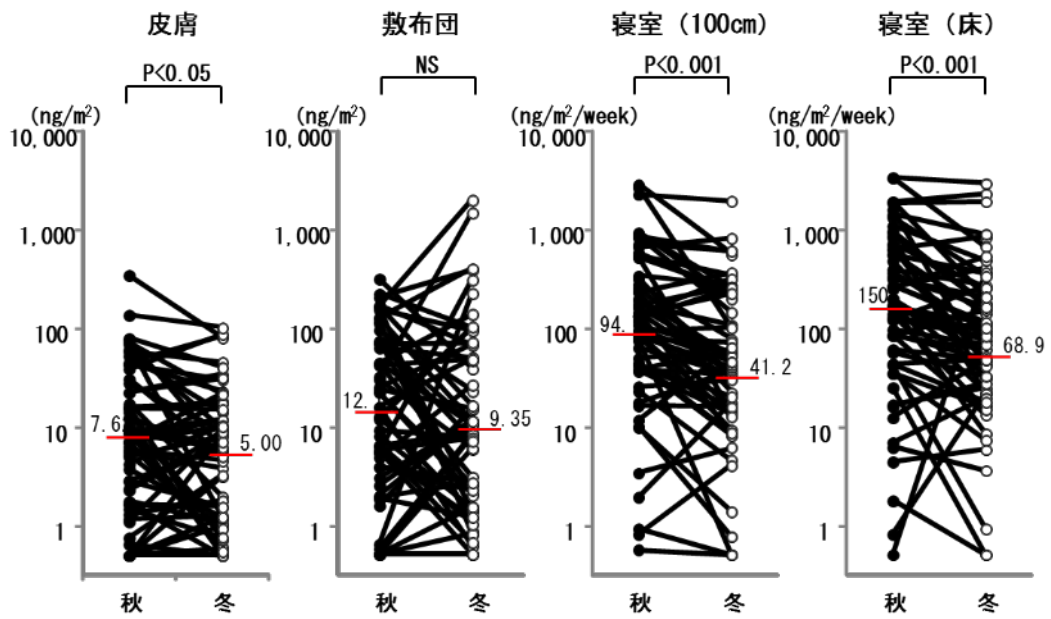 皮膚
敷布団
寝室（100cm）
寝室（床）
P<0.05
NS
P<0.001
P<0.001
(ng/m²)
(ng/m²)
(ng/m²/week)
(ng/m²/week)
10,000
1,000
100
10
1
10,000
1,000
100
10
1
10,000
1,000
100
10
1
10,000
1,000
100
10
1
7.6
5.00
12.
9.35
94.
41.2
150
68.9
秋
冬
秋
冬
秋
冬
秋
冬